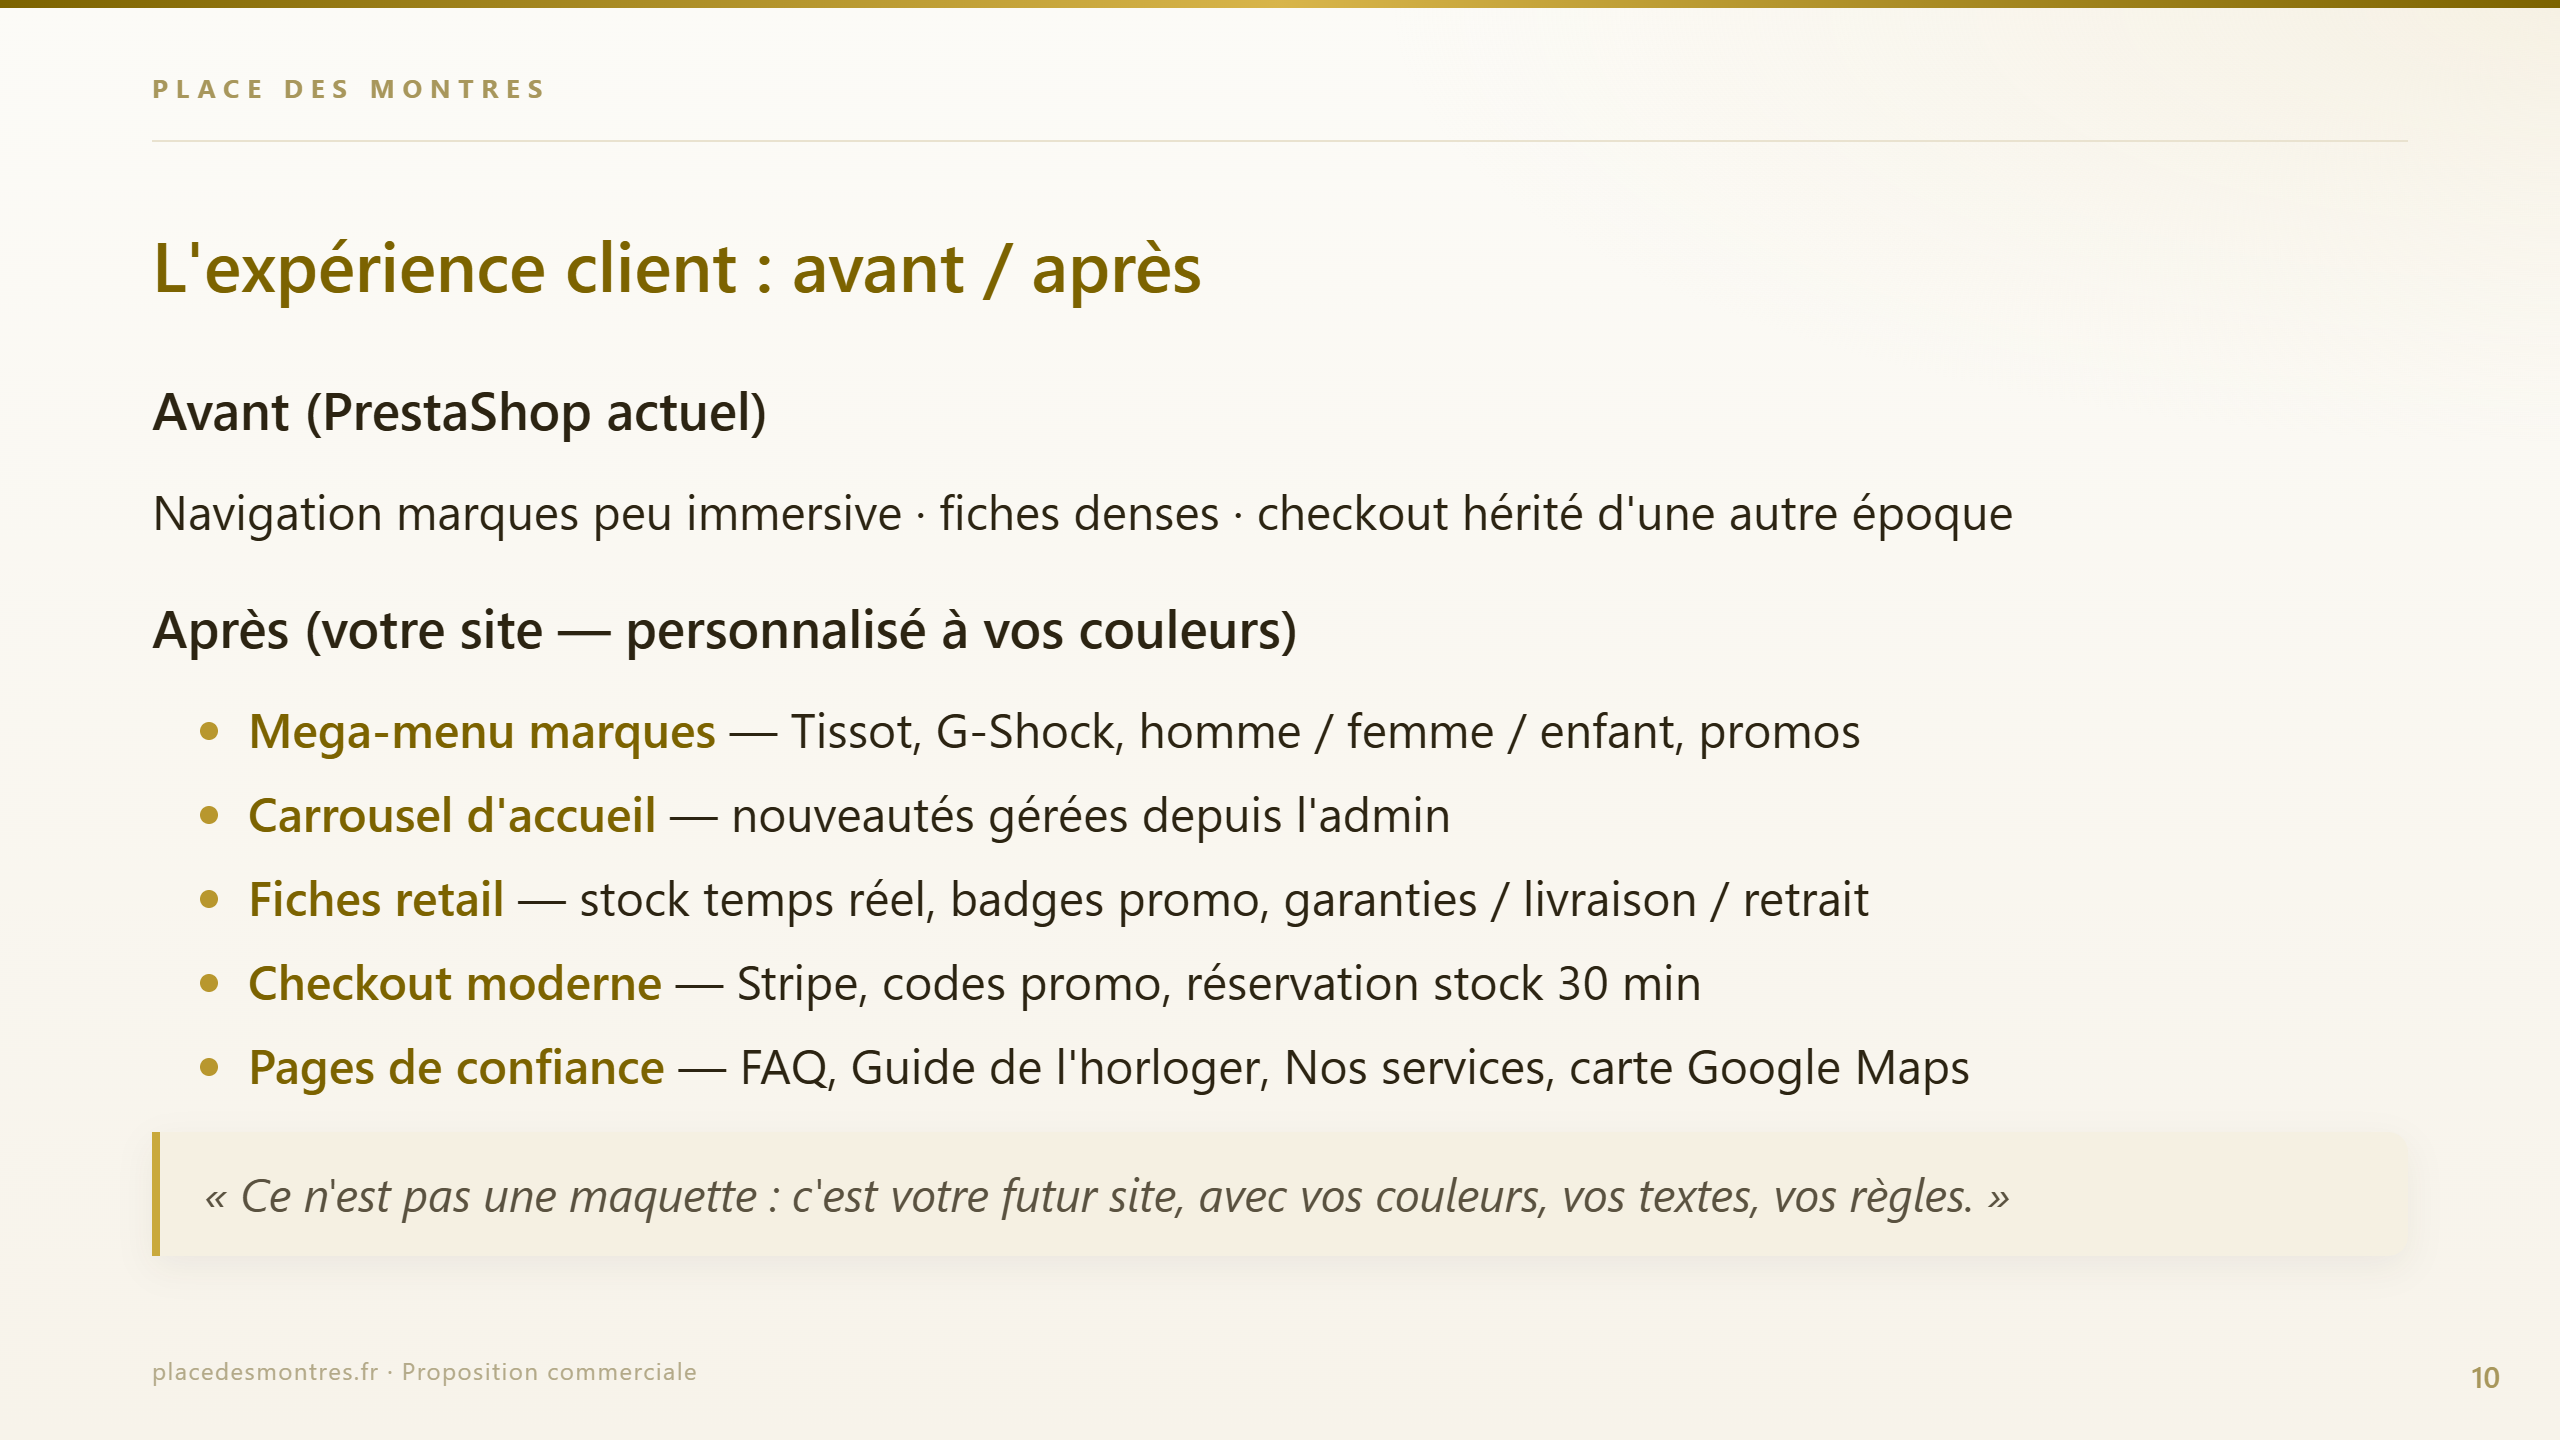 PLACE DES MONTRES
L'expérience client : avant / après
Avant (PrestaShop actuel)
Navigation marques peu immersive · fiches denses · checkout hérité d'une autre époque
Après (votre site — personnalisé à vos couleurs)
• Mega-menu marques — Tissot, G-Shock, homme / femme / enfant, promos
• Carrousel d'accueil — nouveautés gérées depuis l'admin
• Fiches retail — stock temps réel, badges promo, garanties / livraison / retrait
• Checkout moderne — Stripe, codes promo, réservation stock 30 min
• Pages de confiance — FAQ, Guide de l'horloger, Nos services, carte Google Maps
« Ce n'est pas une maquette : c'est votre futur site, avec vos couleurs, vos textes, vos règles. »
placedesmontres.fr · Proposition commerciale
10